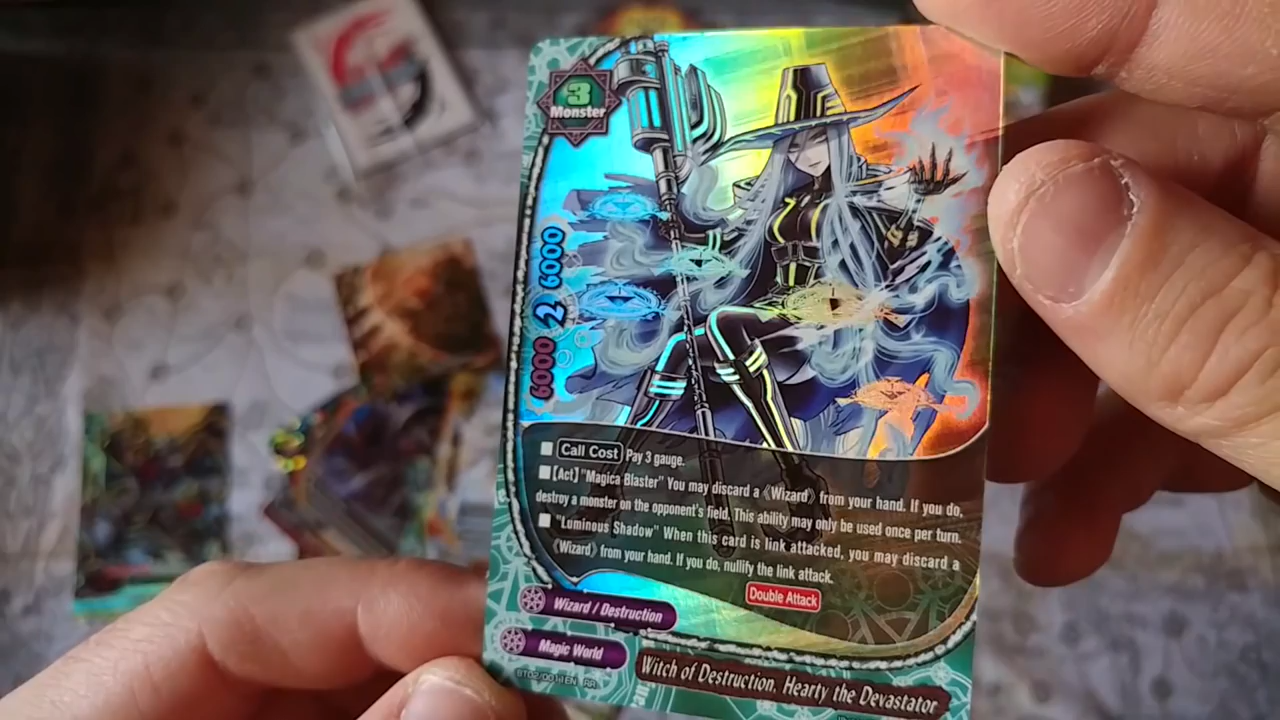 3
Monster
6000 2 6000
■ Call Cost Pay 3 gauge.
■【Act】"Magica Blaster" You may discard a 《Wizard》 from your hand. If you do,
destroy a monster on the opponent's field. This ability may only be used once per turn.
■ "Luminous Shadow" When this card is link attacked, you may discard a
《Wizard》 from your hand. If you do, nullify the link attack.
Double Attack
Wizard / Destruction
Magic World
RR
Witch of Destruction, Hearty the Devastator